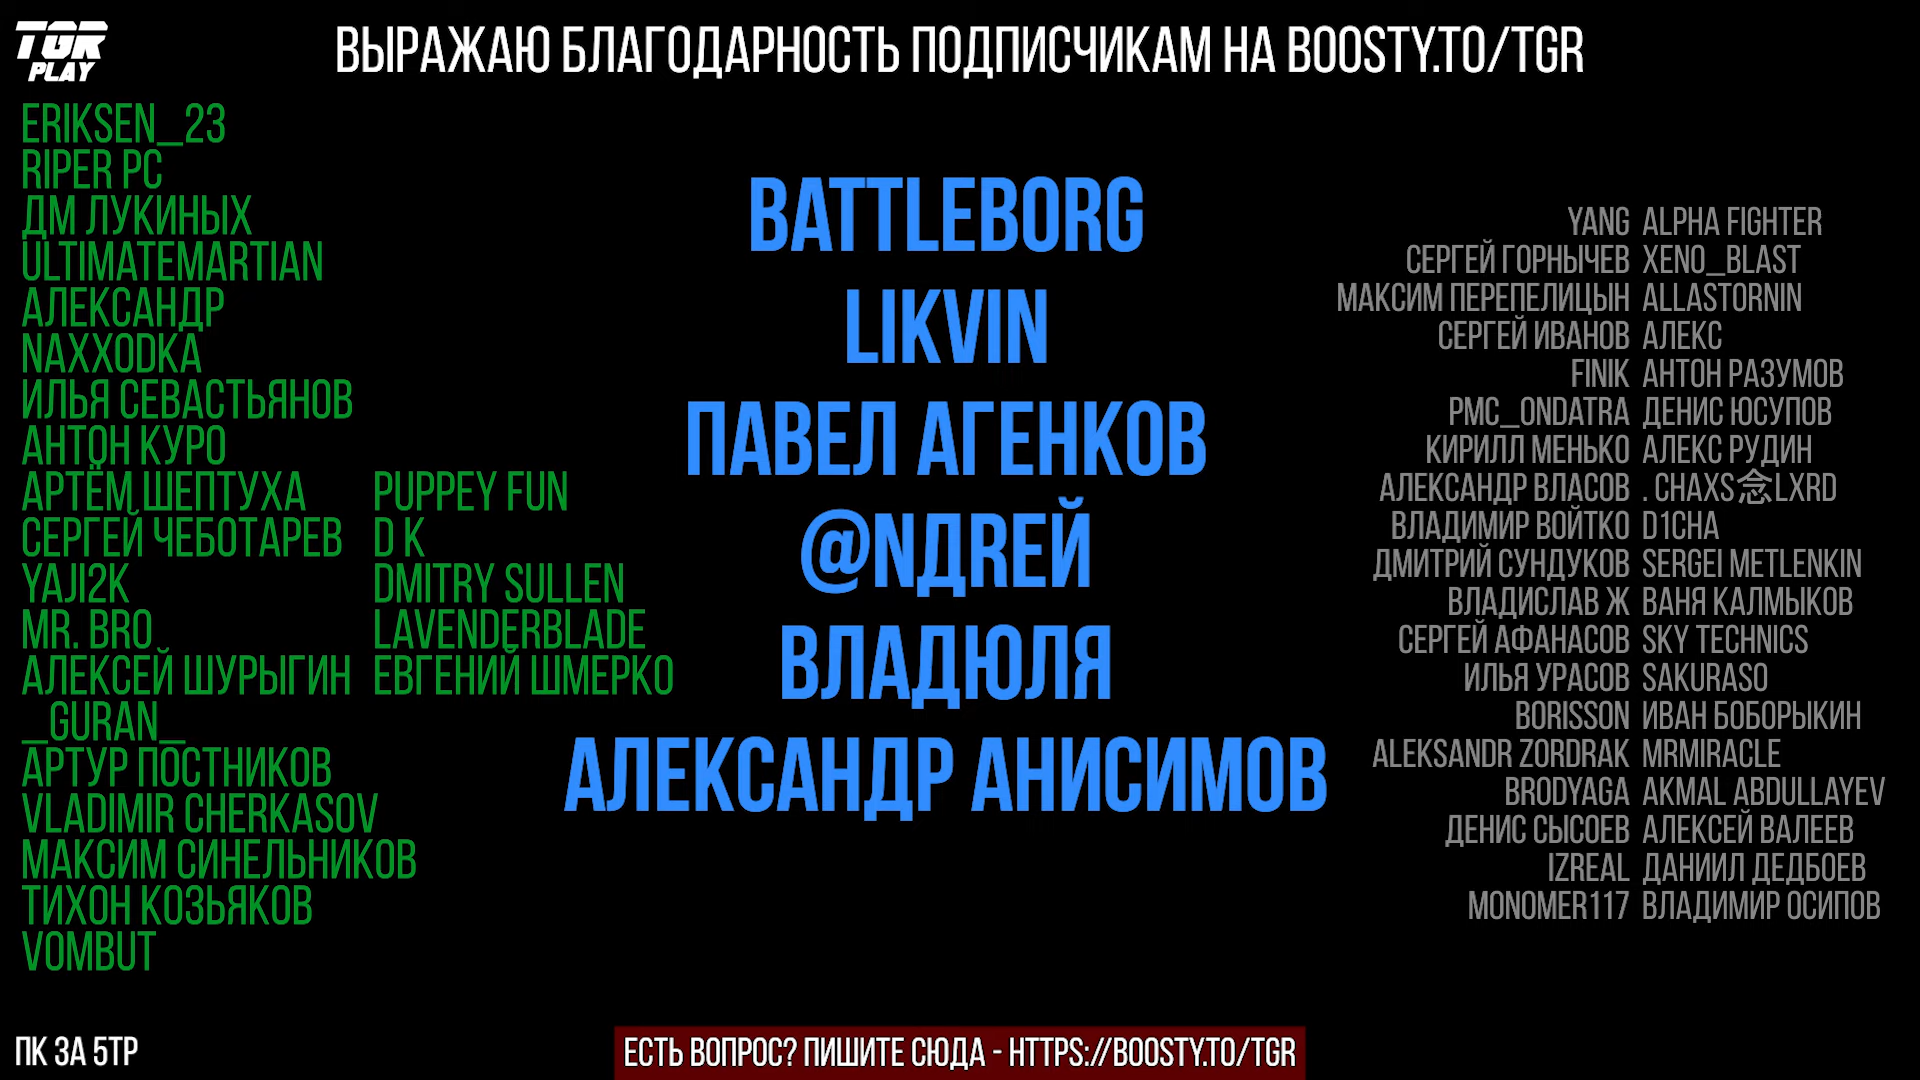 TGR
PLAY
ВЫРАЖАЮ БЛАГОДАРНОСТЬ ПОДПИСЧИКАМ НА BOOSTY.TO/TGR
ERIKSEN_23
RIPER PC
ДМ ЛУКИНЫХ
ULTIMATEMARTIAN
АЛЕКСАНДР
NAXXODKA
ИЛЬЯ СЕВАСТЬЯНОВ
АНТОН КУРО
АРТЁМ ШЕПТУХА
СЕРГЕЙ ЧЕБОТАРЕВ
YAJI2K
MR. BRO
АЛЕКСЕЙ ШУРЫГИН
_GURAN_
АРТУР ПОСТНИКОВ
VLADIMIR CHERKASOV
МАКСИМ СИНЕЛЬНИКОВ
ТИХОН КОЗЬЯКОВ
VOMBUT
PUPPEY FUN
D K
DMITRY SULLEN
LAVENDERBLADE
ЕВГЕНИЙ ШМЕРКО
BATTLEBORG
LIKVIN
ПАВЕЛ АГЕНКОВ
@NДRЕЙ
ВЛАДЮЛЯ
АЛЕКСАНДР АНИСИМОВ
YANG
СЕРГЕЙ ГОРНЫЧЕВ
МАКСИМ ПЕРЕПЕЛИЦЫН
СЕРГЕЙ ИВАНОВ
FINIK
PMC_ONDATRA
КИРИЛЛ МЕНЬКО
АЛЕКСАНДР ВЛАСОВ
ВЛАДИМИР ВОЙТКО
ДМИТРИЙ СУНДУКОВ
ВЛАДИСЛАВ Ж
СЕРГЕЙ АФАНАСОВ
ИЛЬЯ УРАСОВ
BORISSON
ALEKSANDR ZORDRAK
BRODYAGA
ДЕНИС СЫСОЕВ
IZREAL
MONOMER117
ALPHA FIGHTER
XENO_BLAST
ALLASTORNIN
АЛЕКС
АНТОН РАЗУМОВ
ДЕНИС ЮСУПОВ
АЛЕКС РУДИН
. CHAXS念LXRD
D1CHA
SERGEI METLENKIN
ВАНЯ КАЛМЫКОВ
SKY TECHNICS
SAKURASO
ИВАН БОБОРЫКИН
MRMIRACLE
AKMAL ABDULLAYEV
АЛЕКСЕЙ ВАЛЕЕВ
ДАНИИЛ ДЕДБОЕВ
ВЛАДИМИР ОСИПОВ
ПК ЗА 5ТР
ЕСТЬ ВОПРОС? ПИШИТЕ СЮДА - HTTPS://BOOSTY.TO/TGR